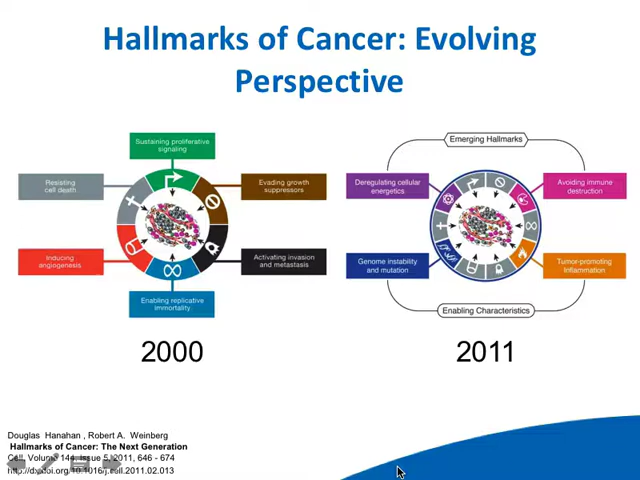 Hallmarks of Cancer: Evolving
Perspective
Sustaining proliferative
signaling
Resisting
cell death
Evading growth
suppressors
Inducing
angiogenesis
Activating invasion
and metastasis
Enabling replicative
immortality
2000
Emerging Hallmarks
Deregulating cellular
energetics
Avoiding immune
destruction
Genome instability
and mutation
Tumor-promoting
Inflammation
Enabling Characteristics
2011
Douglas Hanahan , Robert A. Weinberg
Hallmarks of Cancer: The Next Generation
Cell, Volume 144, Issue 5, 2011, 646 - 674
http://dx.doi.org/10.1016/j.cell.2011.02.013